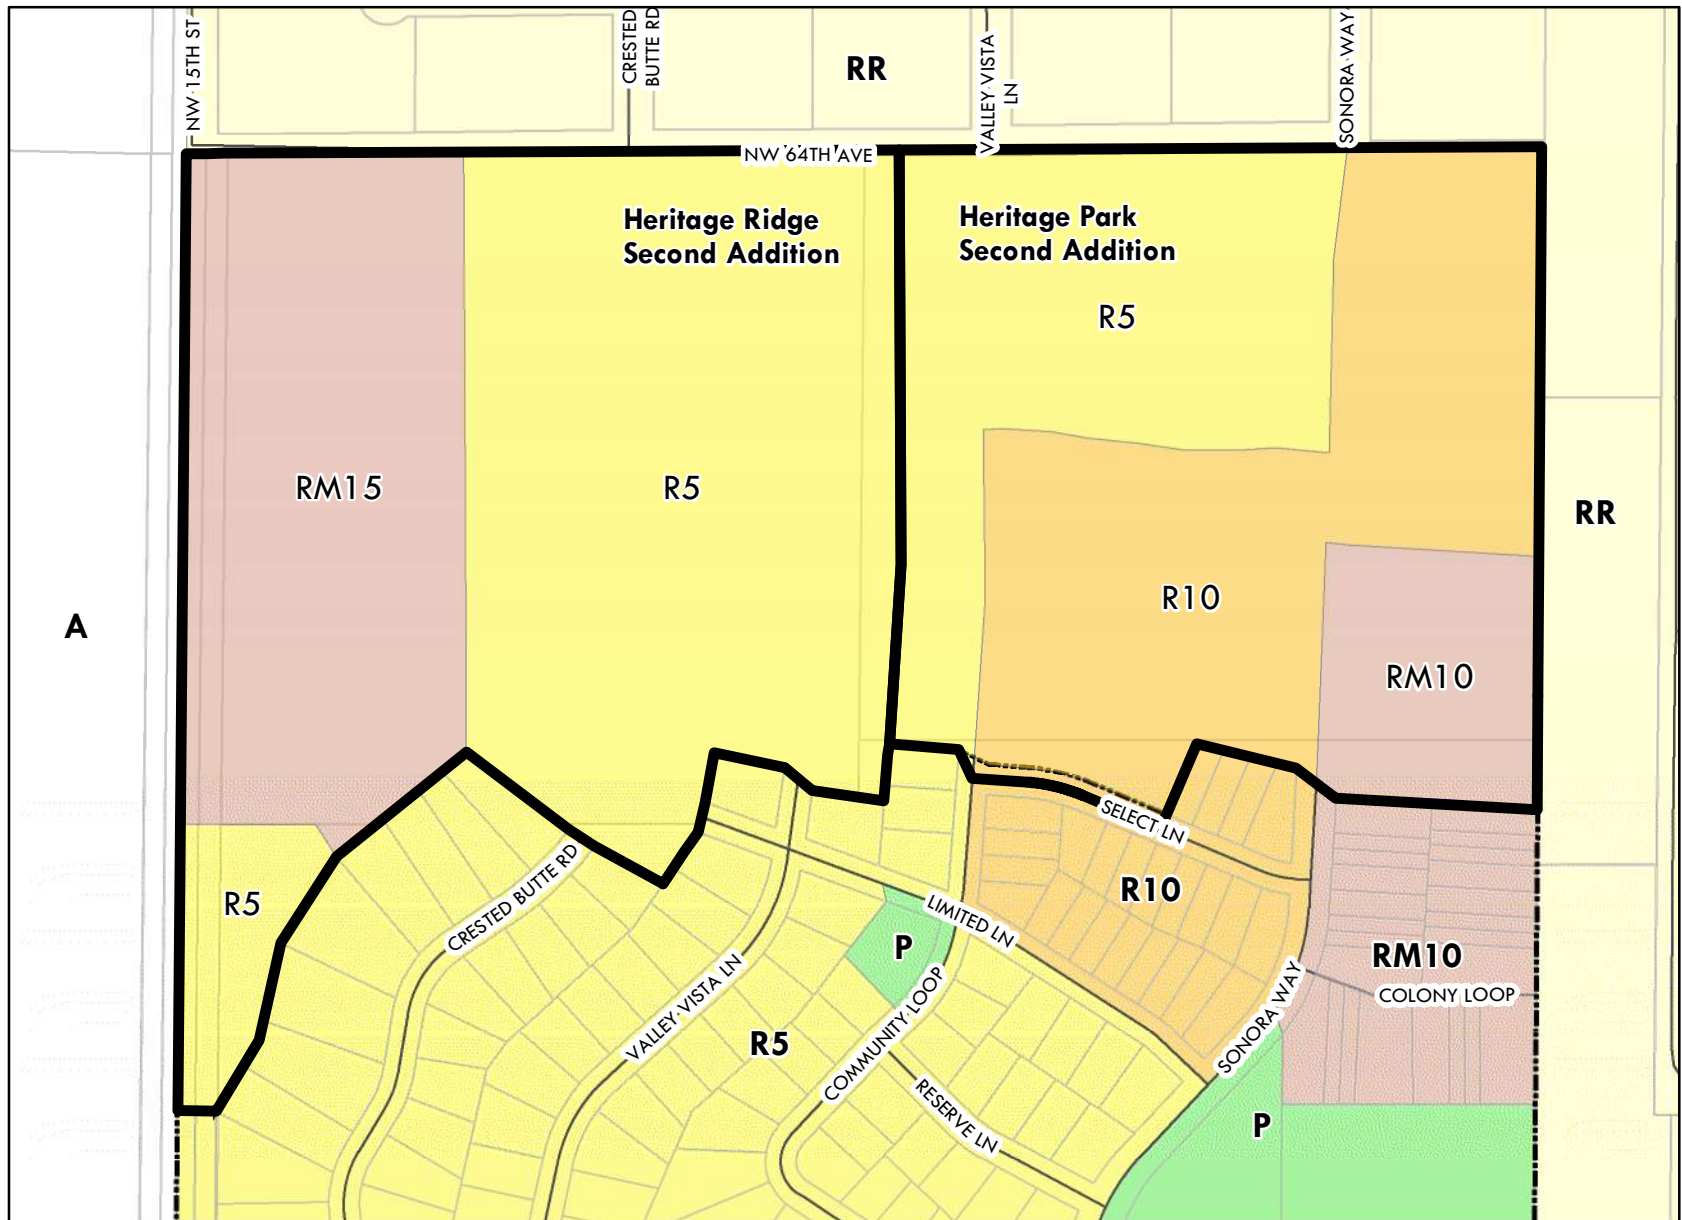 NW 15TH ST
CRESTED
BUTTE RD
RR
VALLEY VISTA
LN
SONORA WAY
NW 64TH AVE
Heritage Ridge
Second Addition
Heritage Park
Second Addition
R5
RM15
R5
RR
R10
A
RM10
SELECT LN
R5
CRESTED BUTTE RD
R10
LIMITED LN
P
RM10
VALLEY VISTA LN
COMMUNITY LOOP
SONORA WAY
COLONY LOOP
R5
RESERVE LN
P